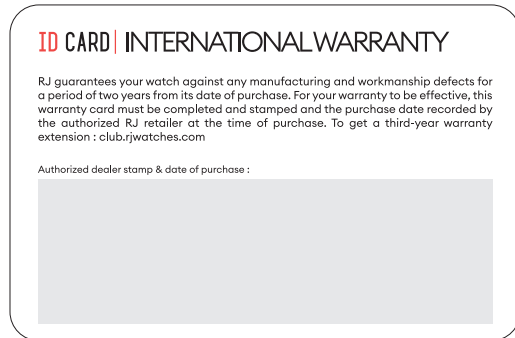 ID CARD | INTERNATIONAL WARRANTY
RJ guarantees your watch against any manufacturing and workmanship defects for
a period of two years from its date of purchase. For your warranty to be effective, this
warranty card must be completed and stamped and the purchase date recorded by
the authorized RJ retailer at the time of purchase. To get a third-year warranty
extension : club.rjwatches.com
Authorized dealer stamp & date of purchase :